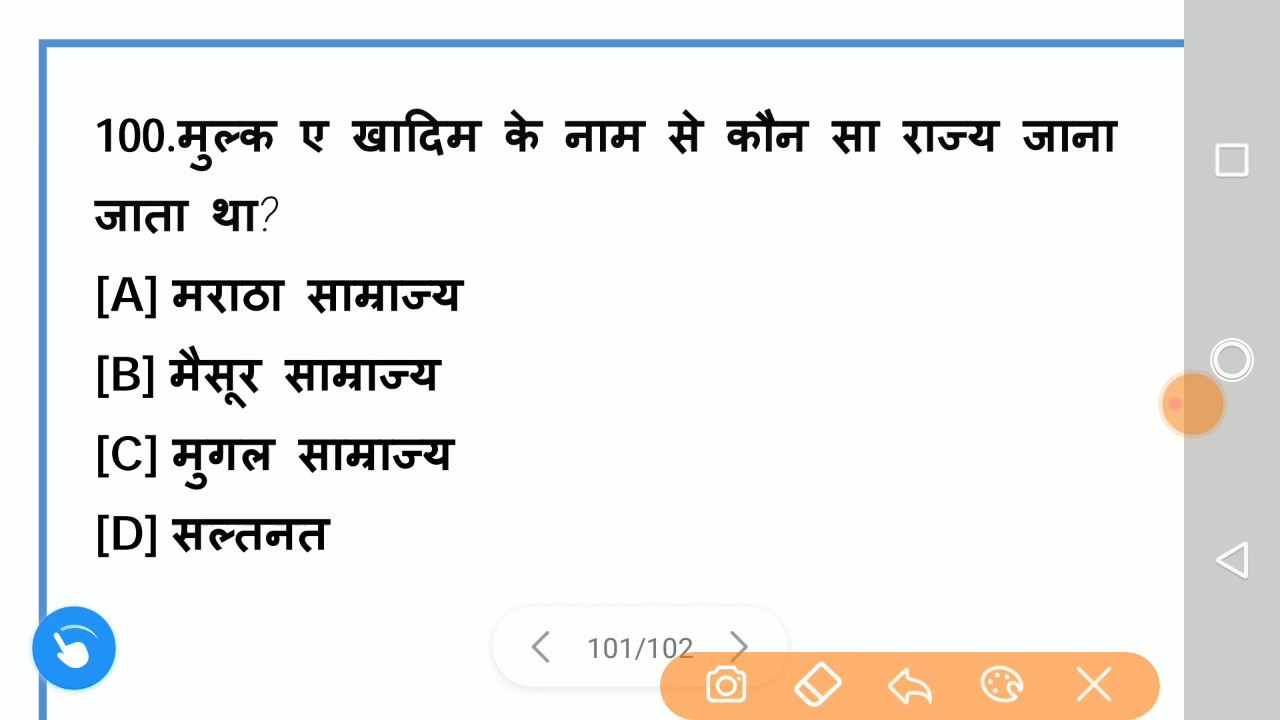 100.मुल्क ए खादिम के नाम से कौन सा राज्य जाना
जाता था?
[A] मराठा साम्राज्य
[B] मैसूर साम्राज्य
[C] मुगल साम्राज्य
[D] सल्तनत
101/102